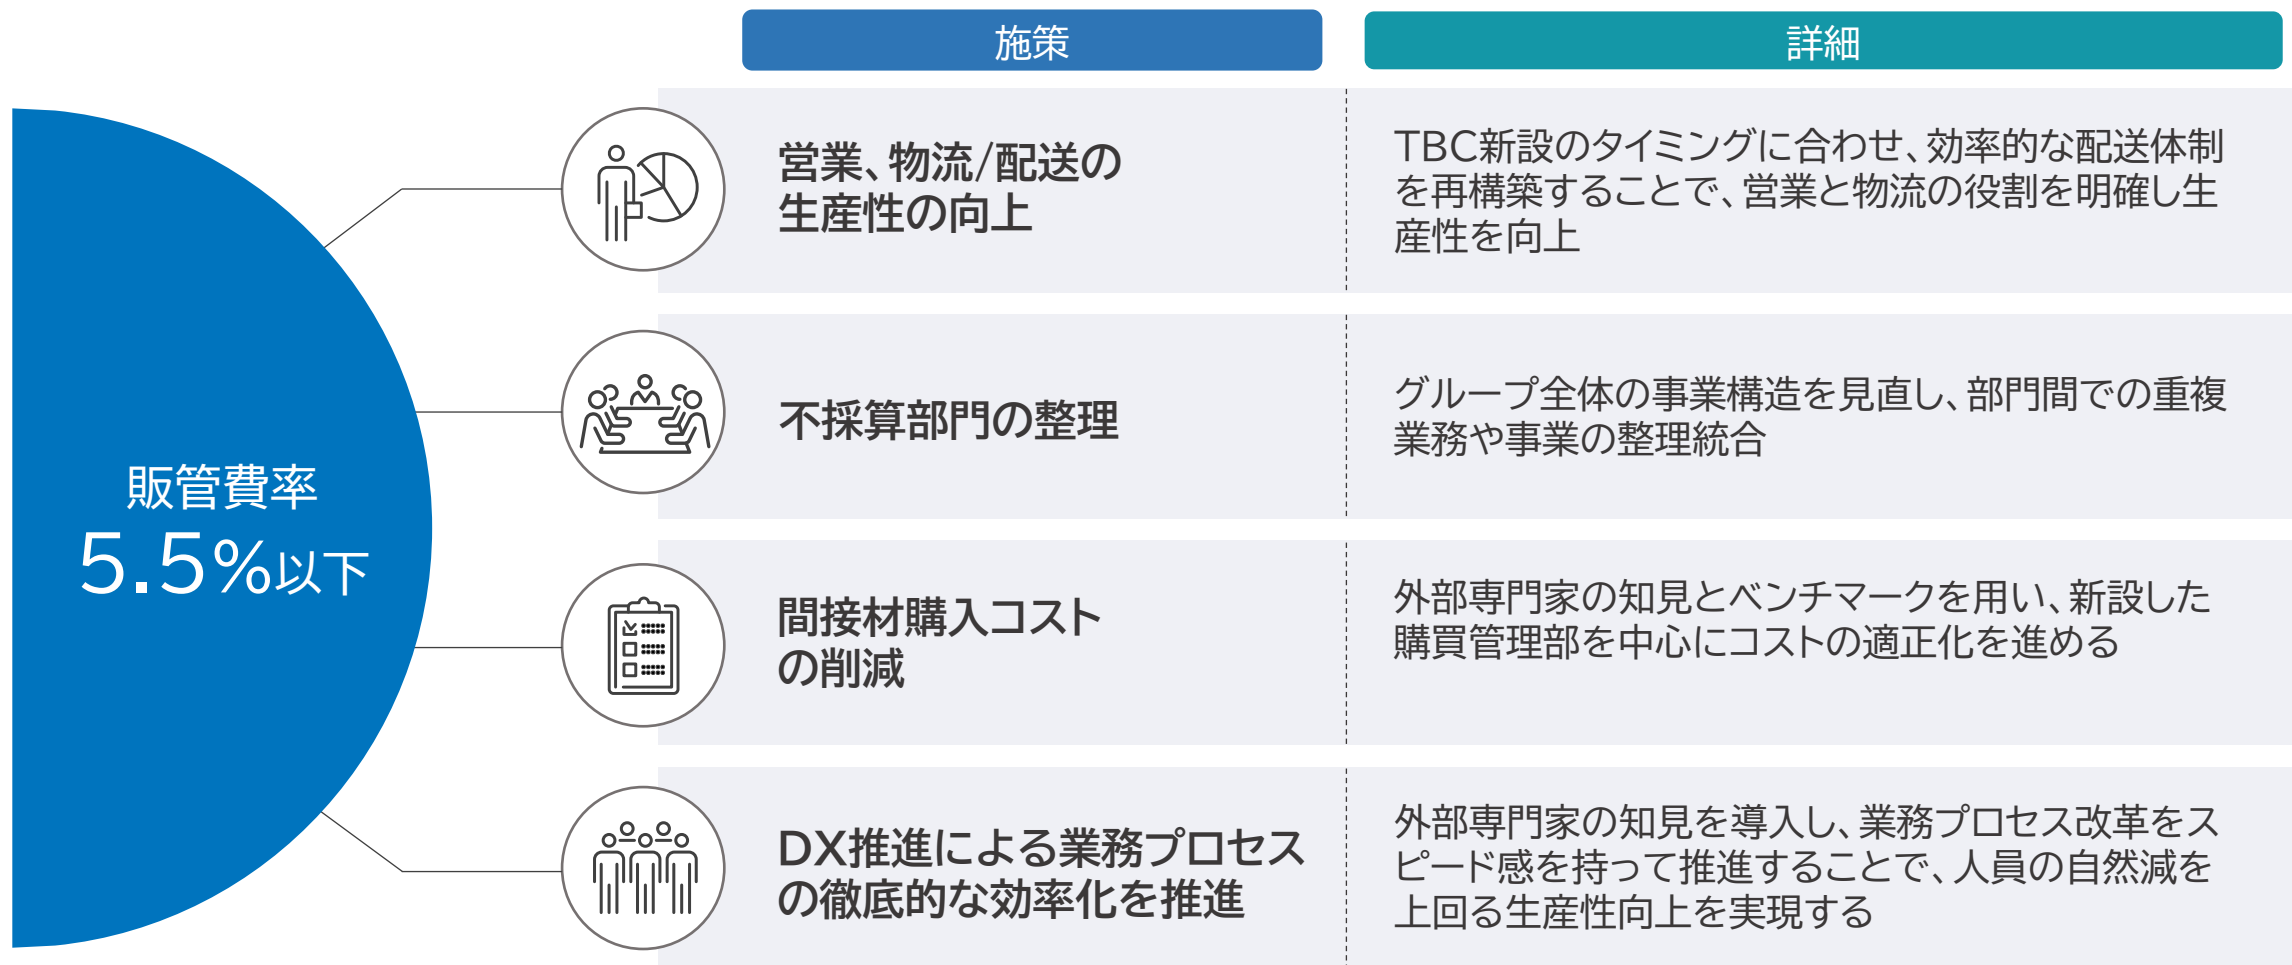 施策
詳細
販管費率
5.5%以下
営業、物流/配送の
生産性の向上
TBC新設のタイミングに合わせ、効率的な配送体制
を再構築することで、営業と物流の役割を明確し生
産性を向上
不採算部門の整理
グループ全体の事業構造を見直し、部門間での重複
業務や事業の整理統合
間接材購入コスト
の削減
外部専門家の知見とベンチマークを用い、新設した
購買管理部を中心にコストの適正化を進める
DX推進による業務プロセス
の徹底的な効率化を推進
外部専門家の知見を導入し、業務プロセス改革をス
ピード感を持って推進することで、人員の自然減を
上回る生産性向上を実現する